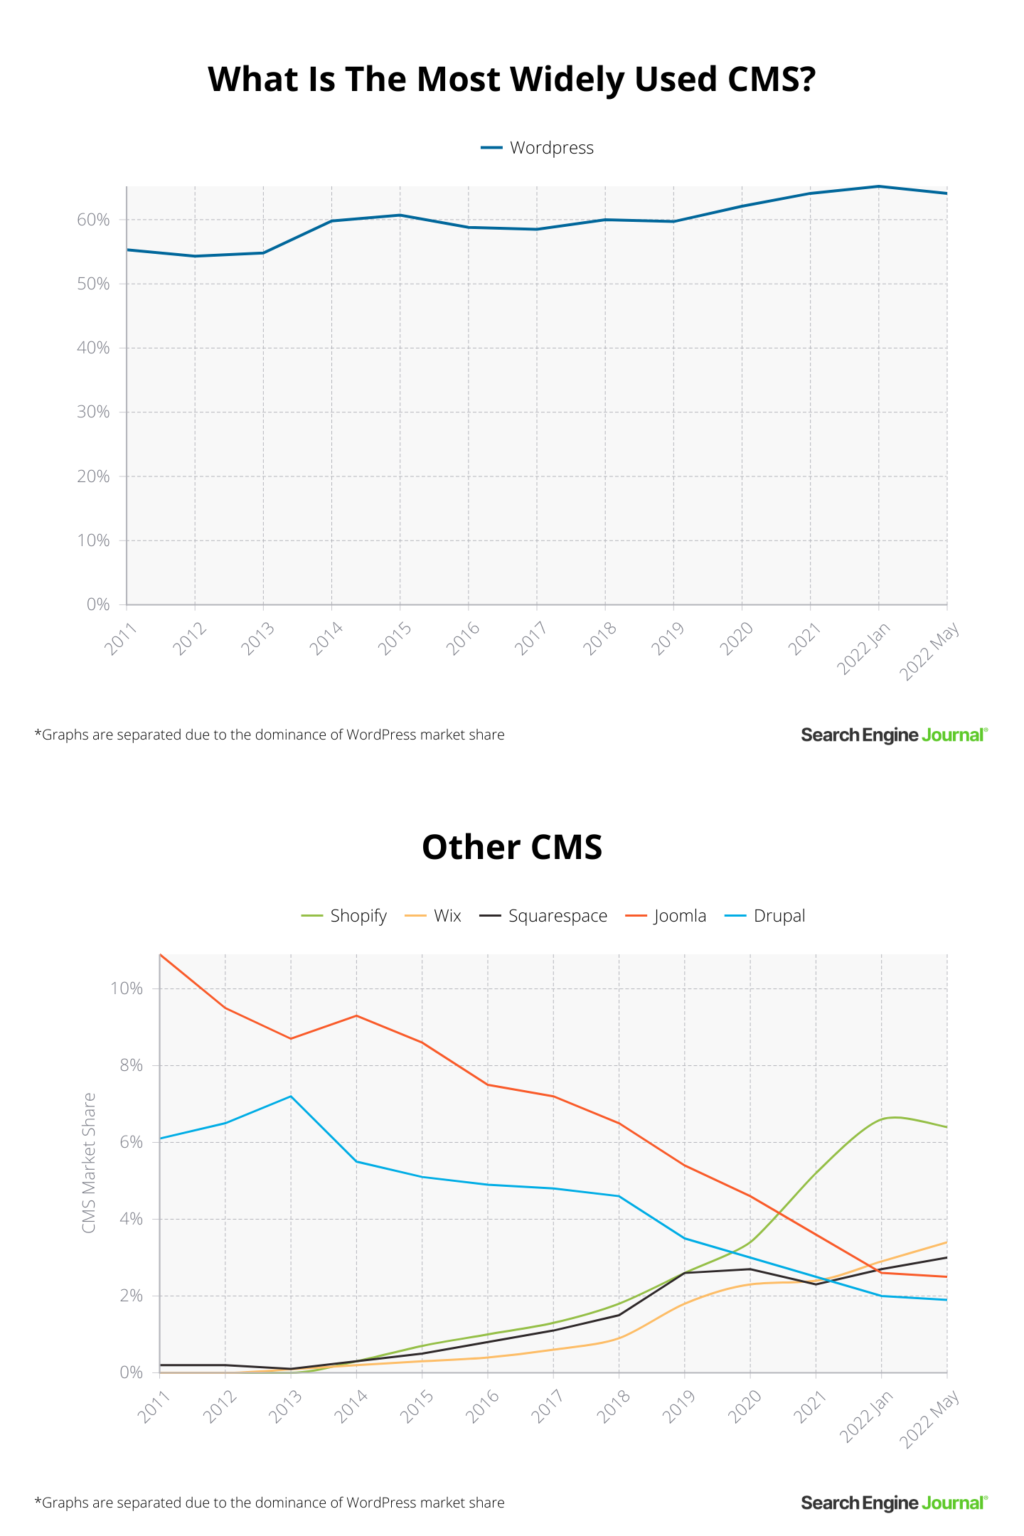 What Is The Most Widely Used CMS?
Wordpress
60%
50%
40%
30%
20%
10%
0%
2011
2012
2013
2014
2015
2016
2017
2018
2019
2020
2021
2022 Jan
2022 May
*Graphs are separated due to the dominance of WordPress market share
Search Engine Journal®
Other CMS
Shopify Wix Squarespace Joomla Drupal
CMS Market Share
10%
8%
6%
4%
2%
0%
2011
2012
2013
2014
2015
2016
2017
2018
2019
2020
2021
2022 Jan
2022 May
*Graphs are separated due to the dominance of WordPress market share
Search Engine Journal®